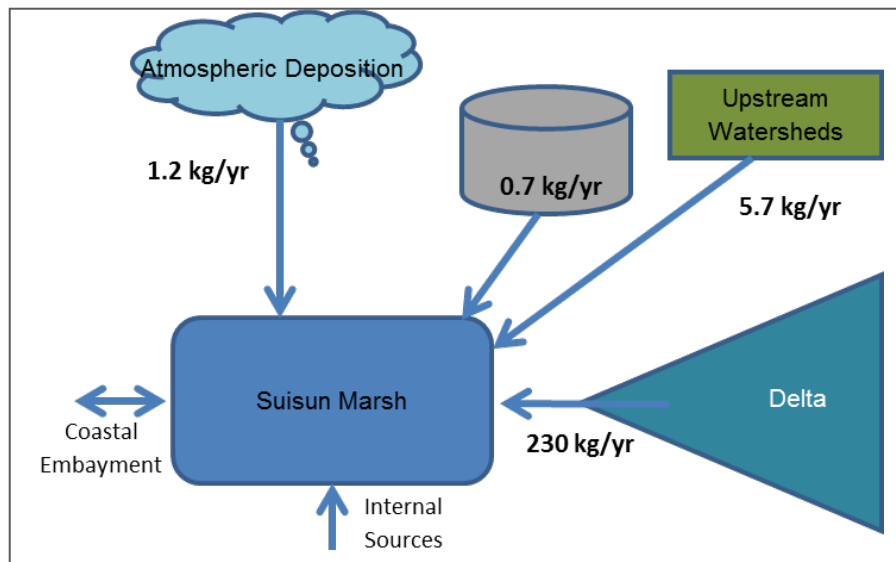 Atmospheric Deposition
Upstream
Watersheds
1.2 kg/yr
0.7 kg/yr
5.7 kg/yr
Suisun Marsh
Delta
Coastal
Embayment
230 kg/yr
Internal
Sources